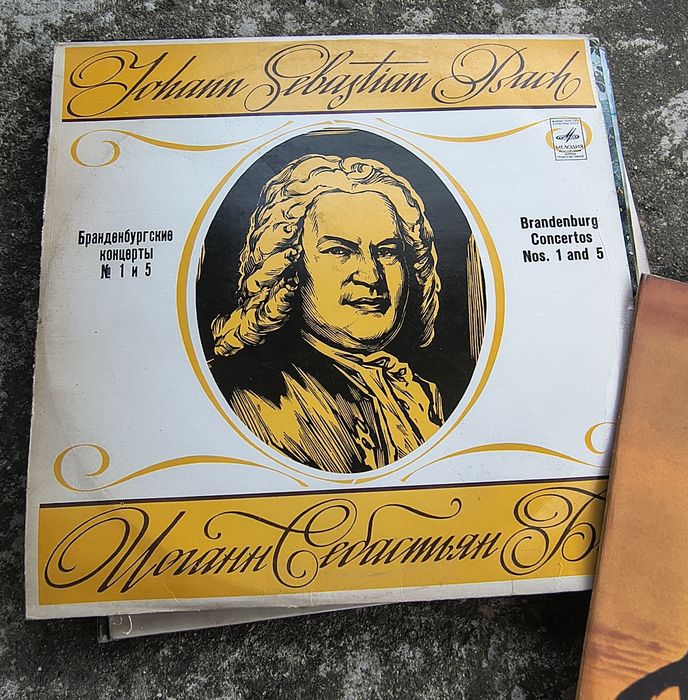 Johann Sebastian Bach
МЕЛОДИЯ
Бранденбургские
концерты
№ 1 и 5
Brandenburg
Concertos
Nos. 1 and 5
Иоганн Себастьян Б